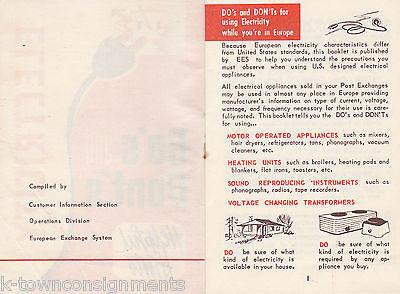 Compiled by
Customer Information Section
Operations Division
European Exchange System
DO's and DON'Ts for
using Electricity
while you're in Europe
Because European electricity characteristics differ
from United States standards, this booklet is published
by EES to help you understand the precautions you
must observe when using U.S. designed electrical
appliances.
All electrical appliances sold in your Post Exchanges
may be used in almost any place in Europe providing
manufacturer's information on type of current, voltage,
wattage, and frequency necessary for their use is care-
fully noted. This booklet tells you the DO's and DON'Ts
for using...
MOTOR OPERATED APPLIANCES such as mixers,
hair dryers, refrigerators, fans, phonographs, vacuum
cleaners, etc.
HEATING UNITS such as broilers, heating pads and
blankets, flat irons, toasters, etc.
SOUND REPRODUCING INSTRUMENTS such as
phonographs, radios, tape recorders.
VOLTAGE CHANGING TRANSFORMERS
DO be sure of what
kind of electricity is
available in your house.
DO be sure of what
kind of electricity is
required by any ap-
pliance you buy.
1
k-townconsignments